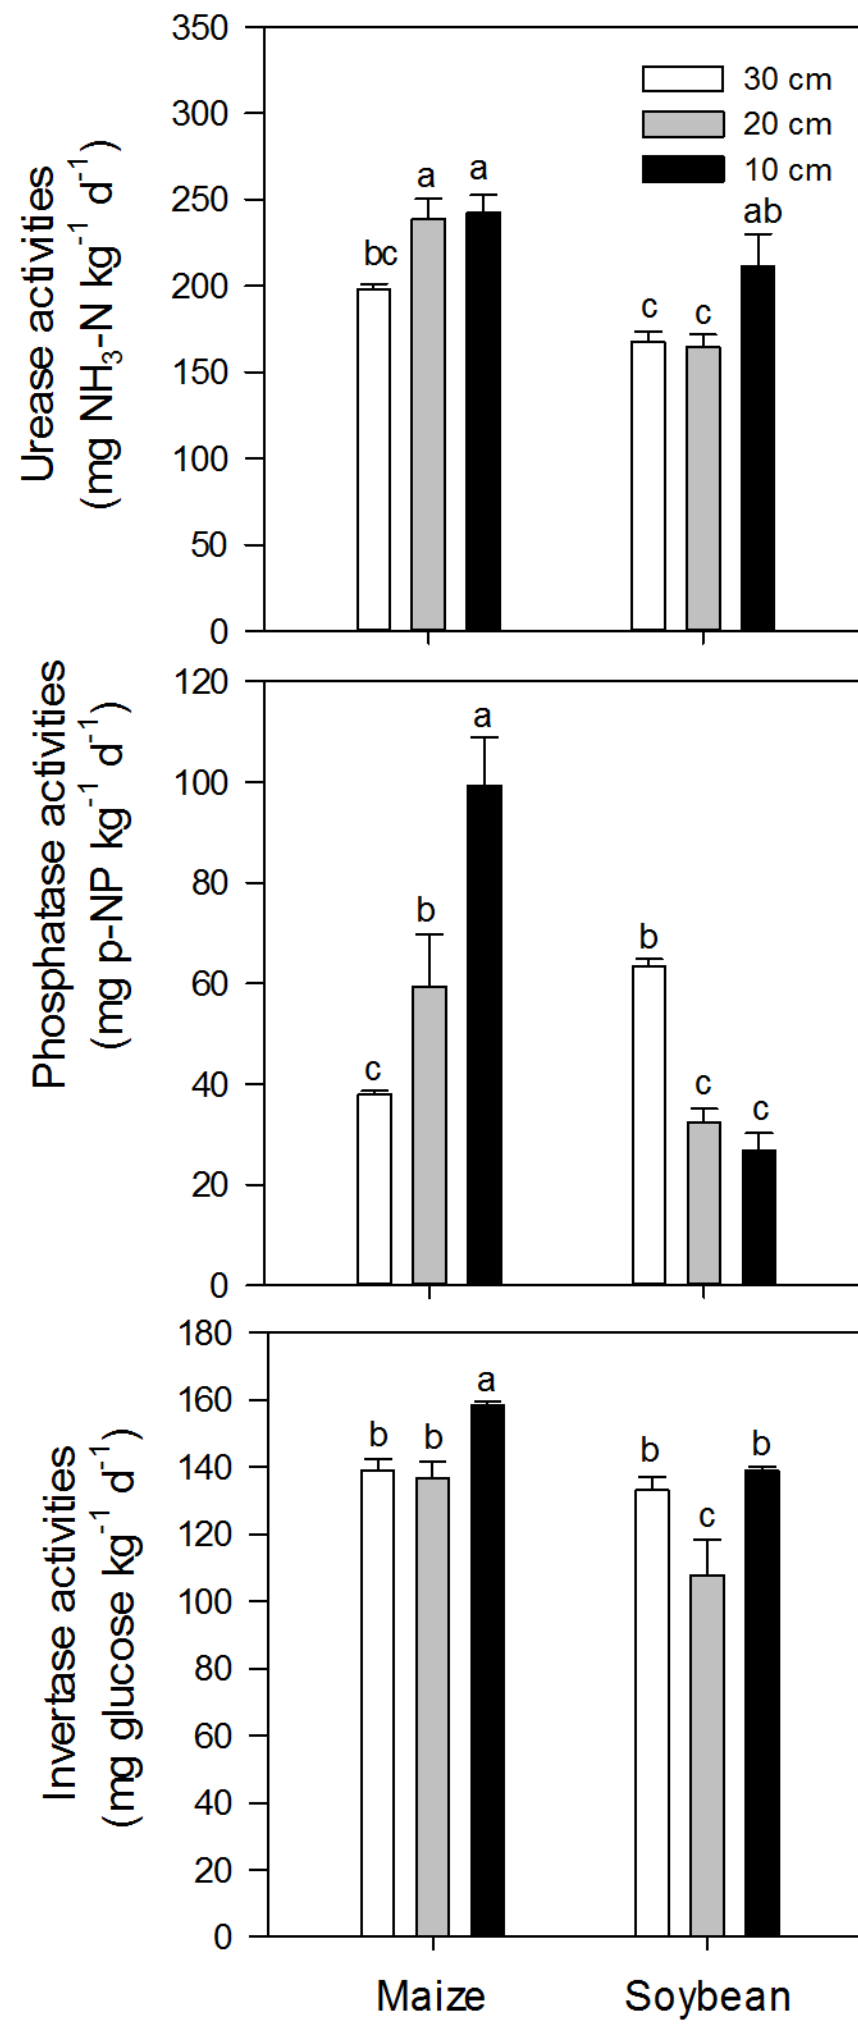 Urease activities
(mg NH₃-N kg⁻¹ d⁻¹)
350
300
250
200
150
100
50
0
30 cm
20 cm
10 cm
bc
a
a
c
c
ab
Phosphatase activities
(mg p-NP kg⁻¹ d⁻¹)
120
100
80
60
40
20
0
c
b
a
b
c
c
Invertase activities
(mg glucose kg⁻¹ d⁻¹)
180
160
140
120
100
80
60
40
20
0
b
b
a
b
c
b
Maize Soybean